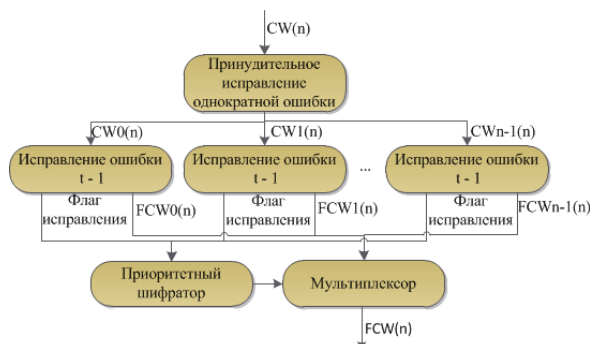 CW(n)
Принудительное
исправление
однократной ошибки
CW0(n)
CW1(n)
CWn-1(n)
Исправление ошибки
t - 1
Исправление ошибки
t - 1
...
Исправление ошибки
t - 1
Флаг
исправления
FCW0(n)
Флаг
исправления
FCW1(n)
Флаг
исправления
FCWn-1(n)
Приоритетный
шифратор
Мультиплексор
FCW(n)